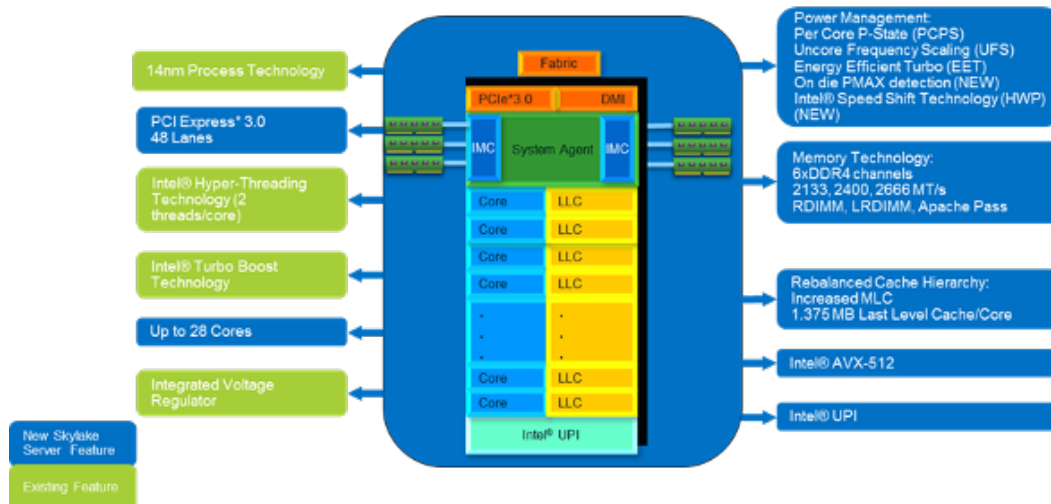 14nm Process Technology
PCI Express* 3.0
48 Lanes
Intel® Hyper-Threading
Technology (2
threads/core)
Intel® Turbo Boost
Technology
Up to 28 Cores
Integrated Voltage
Regulator
New Skylake
Server Feature
Existing Feature
Fabric
PCIe*3.0
DMI
IMC
System Agent
IMC
Core
LLC
Core
LLC
Core
LLC
Core
LLC
.
.
.
.
.
.
Core
LLC
Core
LLC
Intel® UPI
Power Management:
Per Core P-State (PCPS)
Uncore Frequency Scaling (UFS)
Energy Efficient Turbo (EET)
On die PMAX detection (NEW)
Intel® Speed Shift Technology (HWP)
(NEW)
Memory Technology:
6xDDR4 channels
2133, 2400, 2666 MT/s
RDIMM, LRDIMM, Apache Pass
Rebalanced Cache Hierarchy:
Increased MLC
1.375 MB Last Level Cache/Core
Intel® AVX-512
Intel® UPI